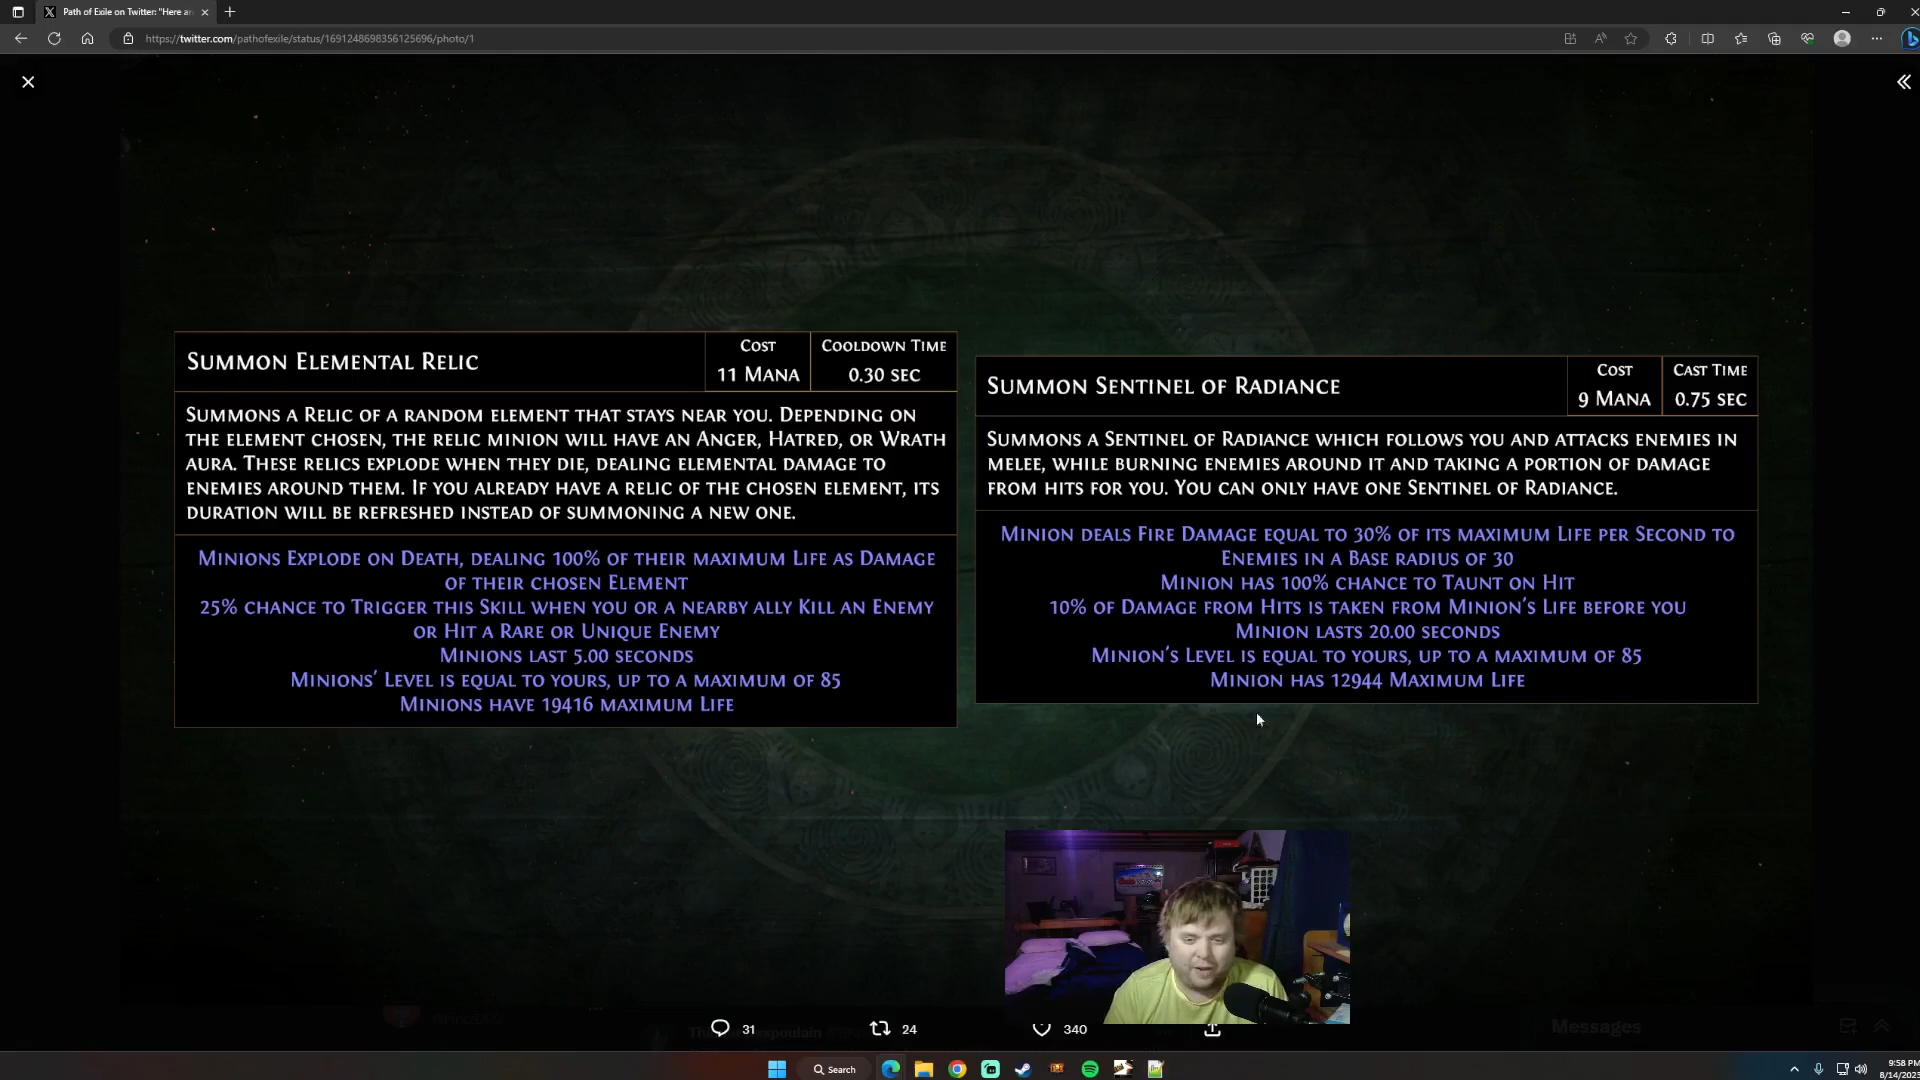 Path of Exile on Twitter: "Here an
https://twitter.com/pathofexile/status/1691248698356125696/photo/1
Summon Elemental Relic
Cost
11 Mana
Cooldown Time
0.30 sec
Summons a Relic of a random element that stays near you. Depending on
the element chosen, the relic minion will have an Anger, Hatred, or Wrath
aura. These relics explode when they die, dealing elemental damage to
enemies around them. If you already have a relic of the chosen element, its
duration will be refreshed instead of summoning a new one.
Minions Explode on Death, dealing 100% of their maximum Life as Damage
of their chosen Element
25% chance to Trigger this Skill when you or a nearby ally Kill an Enemy
or Hit a Rare or Unique Enemy
Minions last 5.00 seconds
Minions' Level is equal to yours, up to a maximum of 85
Minions have 19416 maximum Life
Summon Sentinel of Radiance
Cost
9 Mana
Cast Time
0.75 sec
Summons a Sentinel of Radiance which follows you and attacks enemies in
melee, while burning enemies around it and taking a portion of damage
from hits for you. You can only have one Sentinel of Radiance.
Minion deals Fire Damage equal to 30% of its maximum Life per Second to
Enemies in a Base radius of 30
Minion has 100% chance to Taunt on Hit
10% of Damage from Hits is taken from Minion's Life before you
Minion lasts 20.00 seconds
Minion's Level is equal to yours, up to a maximum of 85
Minion has 12944 Maximum Life
31
24
340
Messages
Search
9:58 PM
8/14/2023